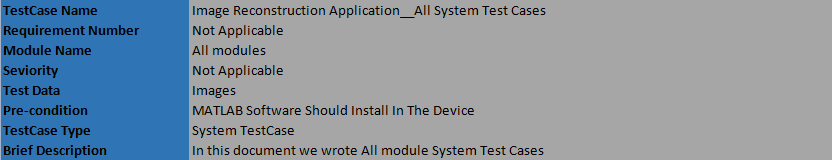 TestCase Name Image Reconstruction Application__All System Test Cases
Requirement Number Not Applicable
Module Name All modules
Seviority Not Applicable
Test Data Images
Pre-condition MATLAB Software Should Install In The Device
TestCase Type System TestCase
Brief Description In this document we wrote All module System Test Cases